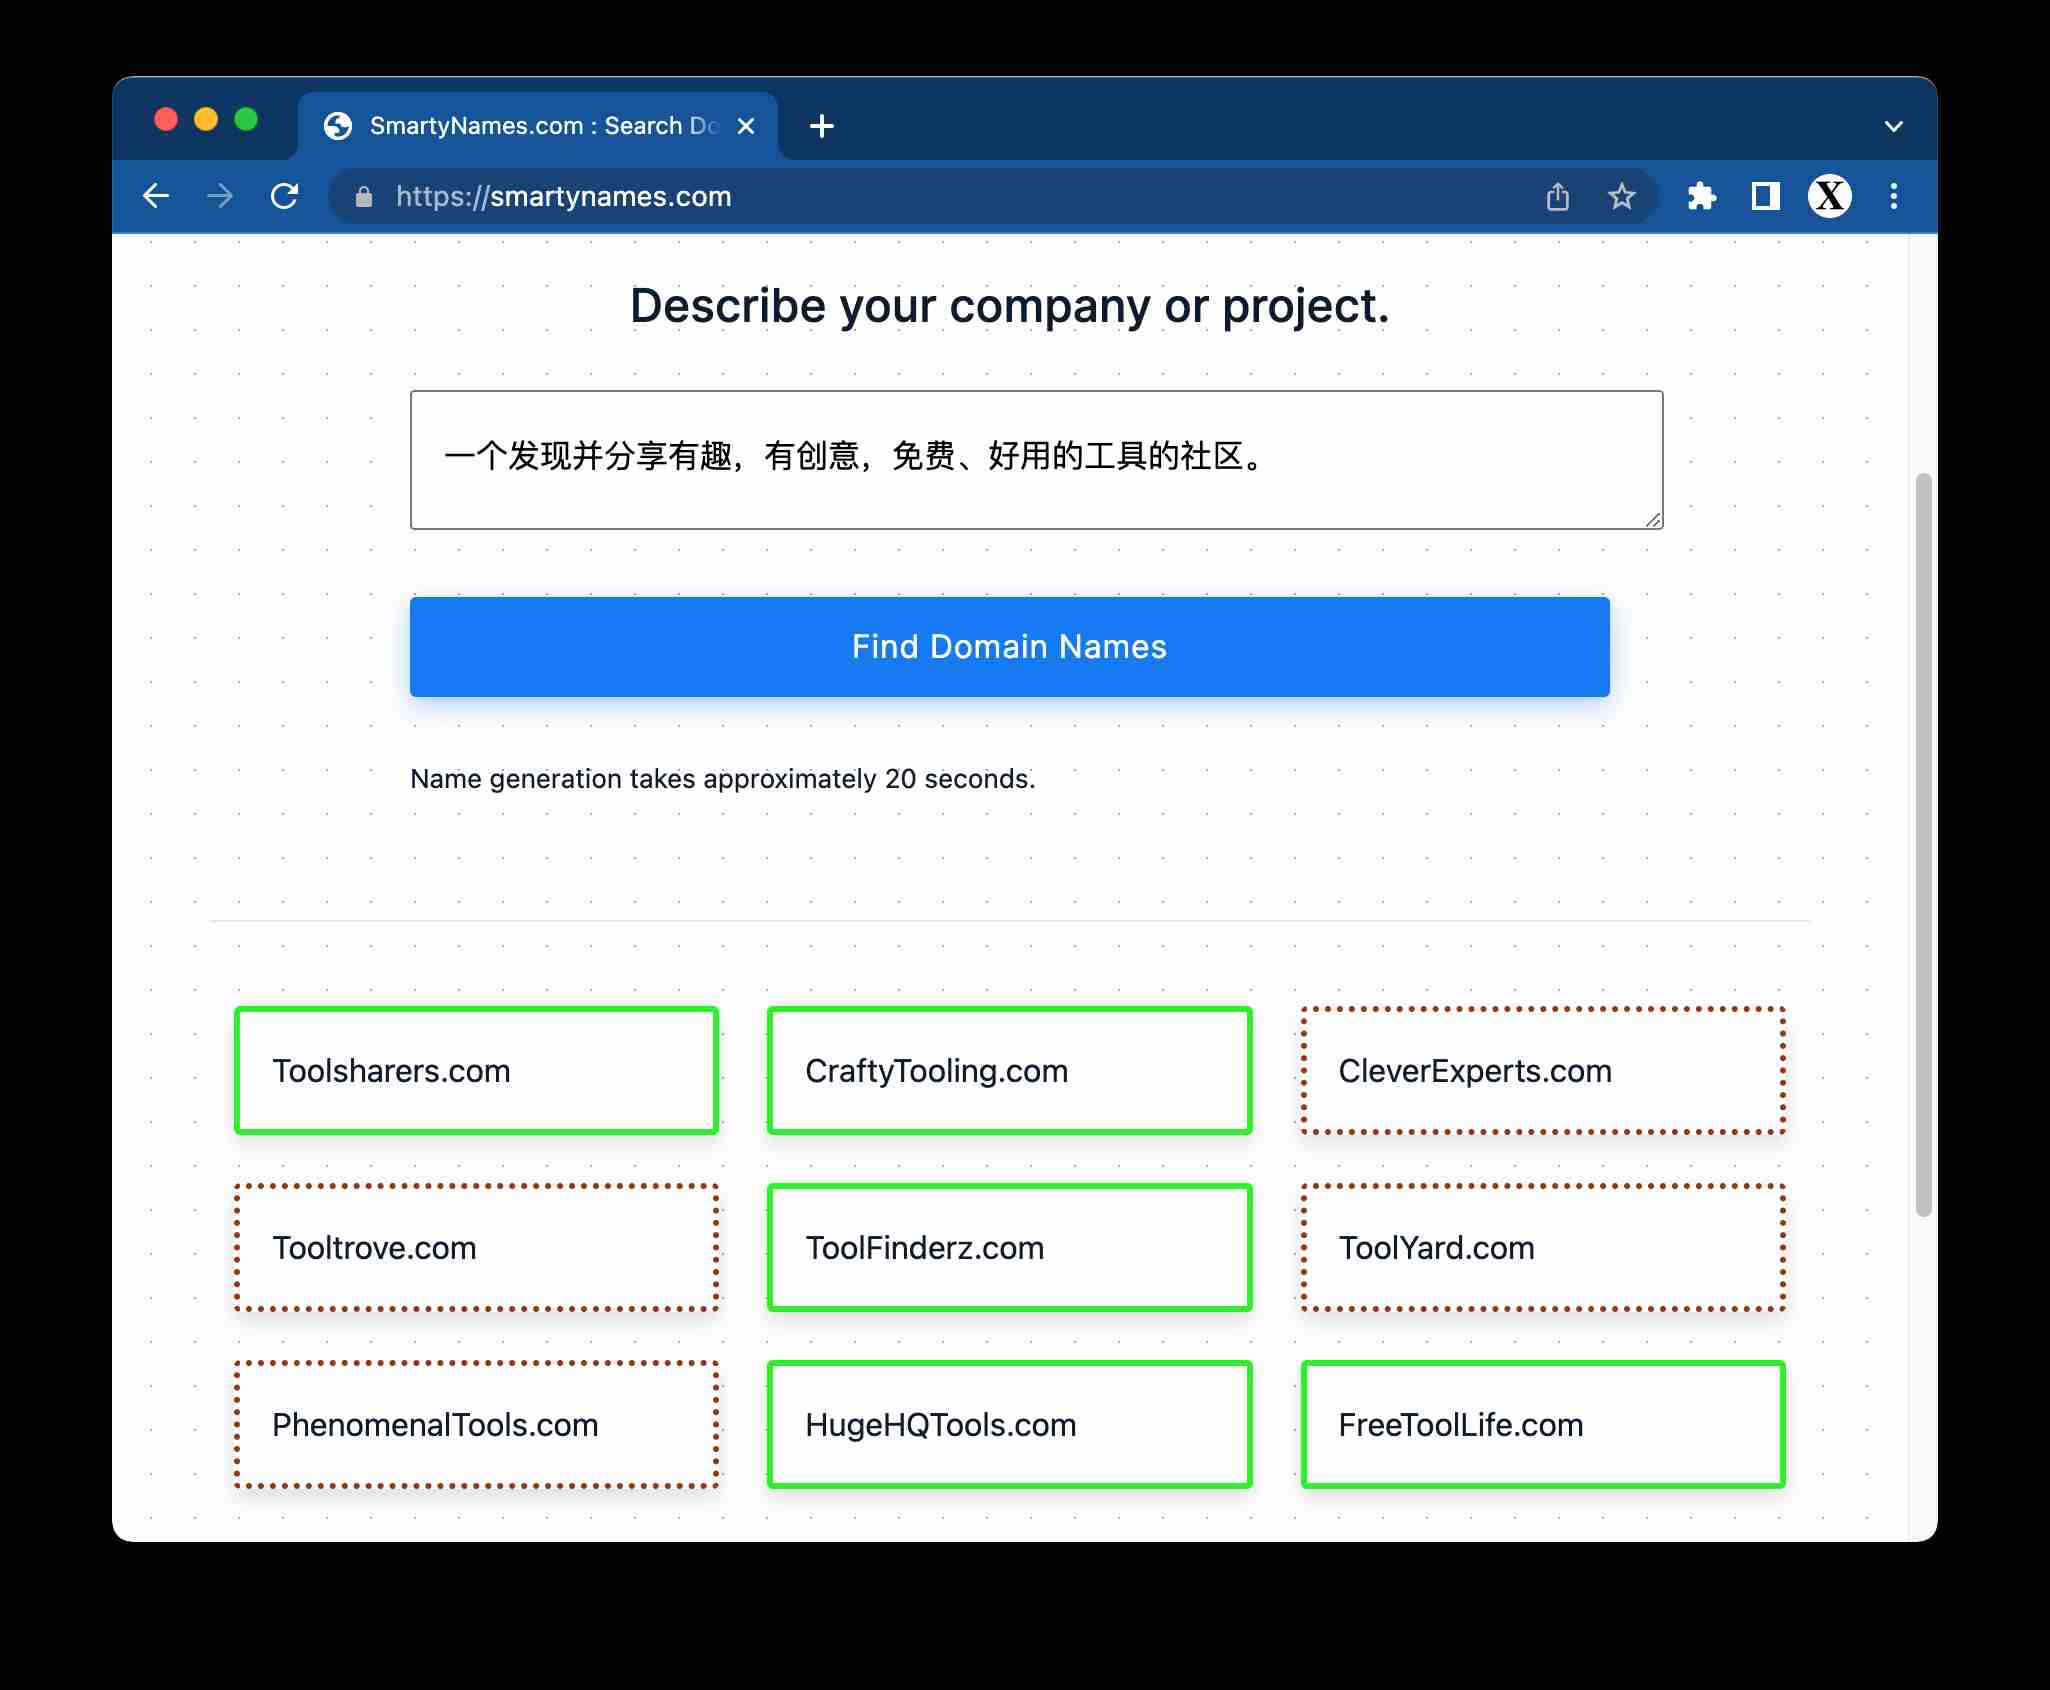 SmartyNames.com : Search Do
https://smartynames.com
X
Describe your company or project.
一个发现并分享有趣，有创意，免费、好用的工具的社区。
Find Domain Names
Name generation takes approximately 20 seconds.
Toolsharers.com
CraftyTooling.com
CleverExperts.com
Tooltrove.com
ToolFinderz.com
ToolYard.com
PhenomenalTools.com
HugeHQTools.com
FreeToolLife.com